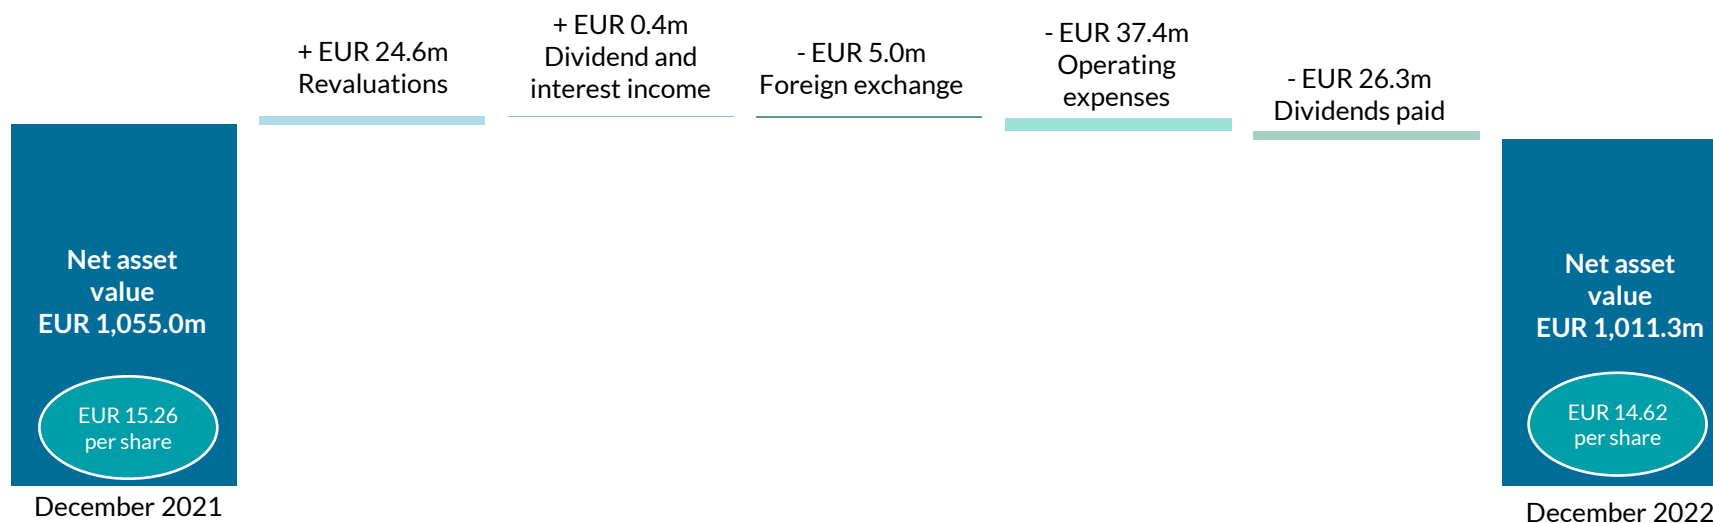 + EUR 24.6m
Revaluations
+ EUR 0.4m
Dividend and
interest income
- EUR 5.0m
Foreign exchange
- EUR 37.4m
Operating
expenses
- EUR 26.3m
Dividends paid
Net asset
value
EUR 1,055.0m
EUR 15.26
per share
December 2021
Net asset
value
EUR 1,011.3m
EUR 14.62
per share
December 2022